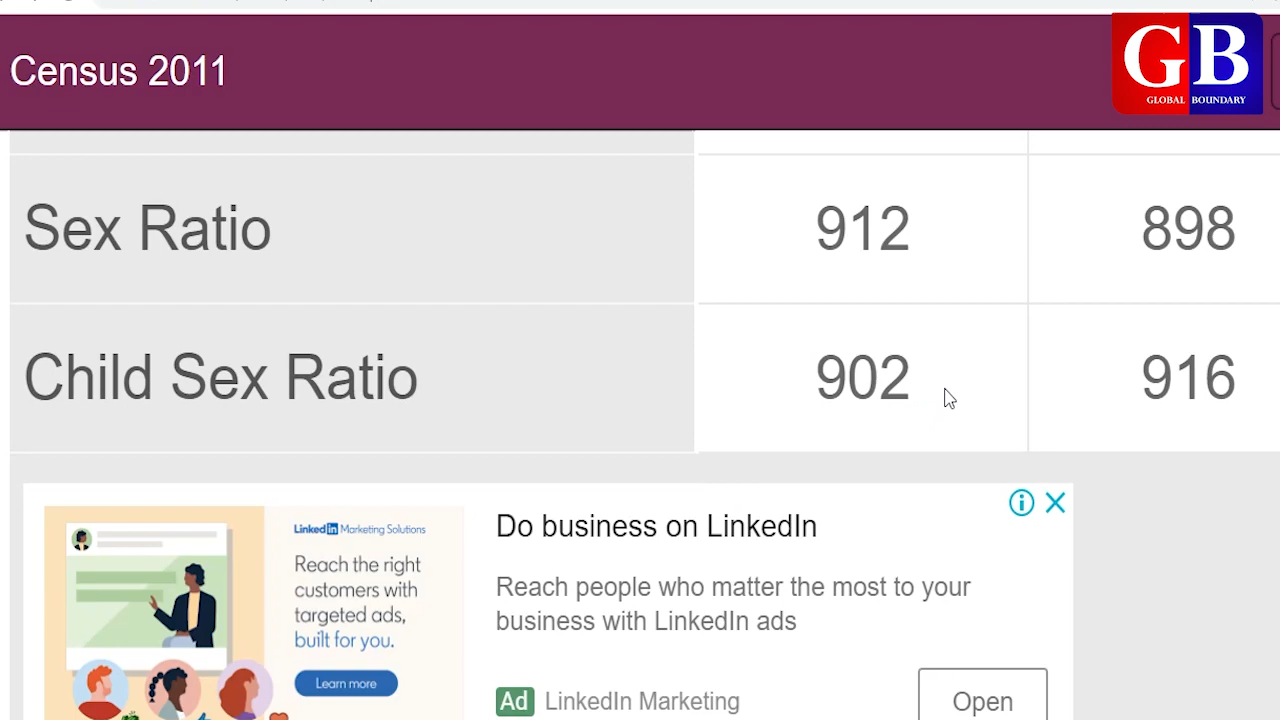 Census 2011
GB
GLOBAL BOUNDARY
Sex Ratio 912 898
Child Sex Ratio 902 916
Do business on LinkedIn
Reach people who matter the most to your
business with LinkedIn ads
Ad LinkedIn Marketing
Open
LinkedIn Marketing Solutions
Reach the right
customers with
targeted ads,
built for you.
Learn more